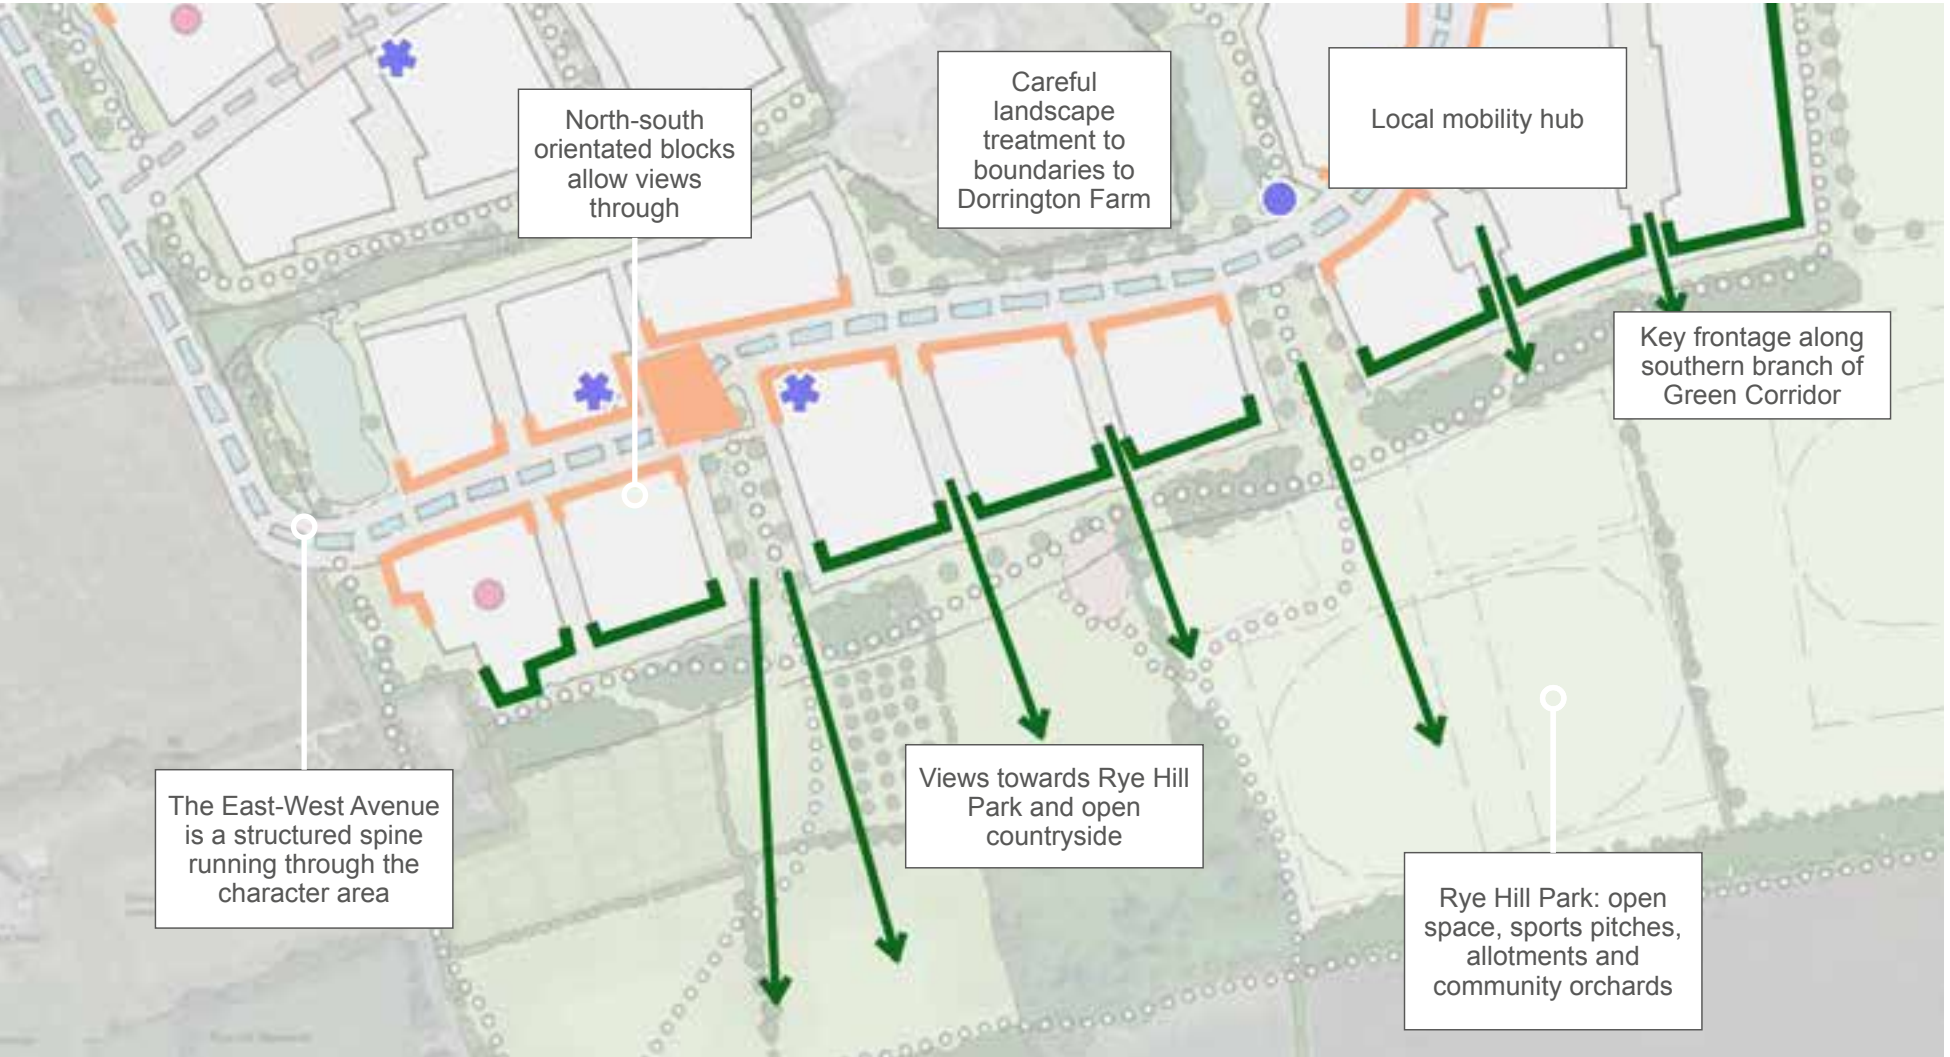 North-south
orientated blocks
allow views
through
Careful
landscape
treatment to
boundaries to
Dorrington Farm
Local mobility hub
Key frontage along
southern branch of
Green Corridor
The East-West Avenue
is a structured spine
running through the
character area
Views towards Rye Hill
Park and open
countryside
Rye Hill Park: open
space, sports pitches,
allotments and
community orchards